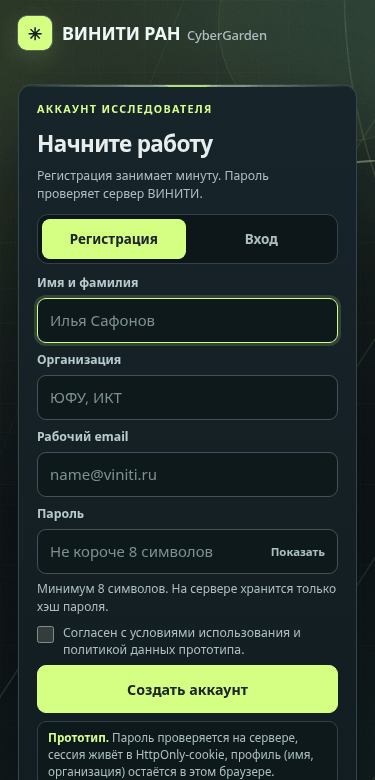 ВИНИТИ РАН CyberGarden
АККАУНТ ИССЛЕДОВАТЕЛЯ
Начните работу
Регистрация занимает минуту. Пароль
проверяет сервер ВИНИТИ.
Регистрация Вход
Имя и фамилия
Илья Сафонов
Организация
ЮФУ, ИКТ
Рабочий email
name@viniti.ru
Пароль
Не короче 8 символов Показать
Минимум 8 символов. На сервере хранится только
хэш пароля.
Согласен с условиями использования и
политикой данных прототипа.
Создать аккаунт
Прототип. Пароль проверяется на сервере,
сессия живёт в HttpOnly-cookie, профиль (имя,
организация) остаётся в этом браузере.